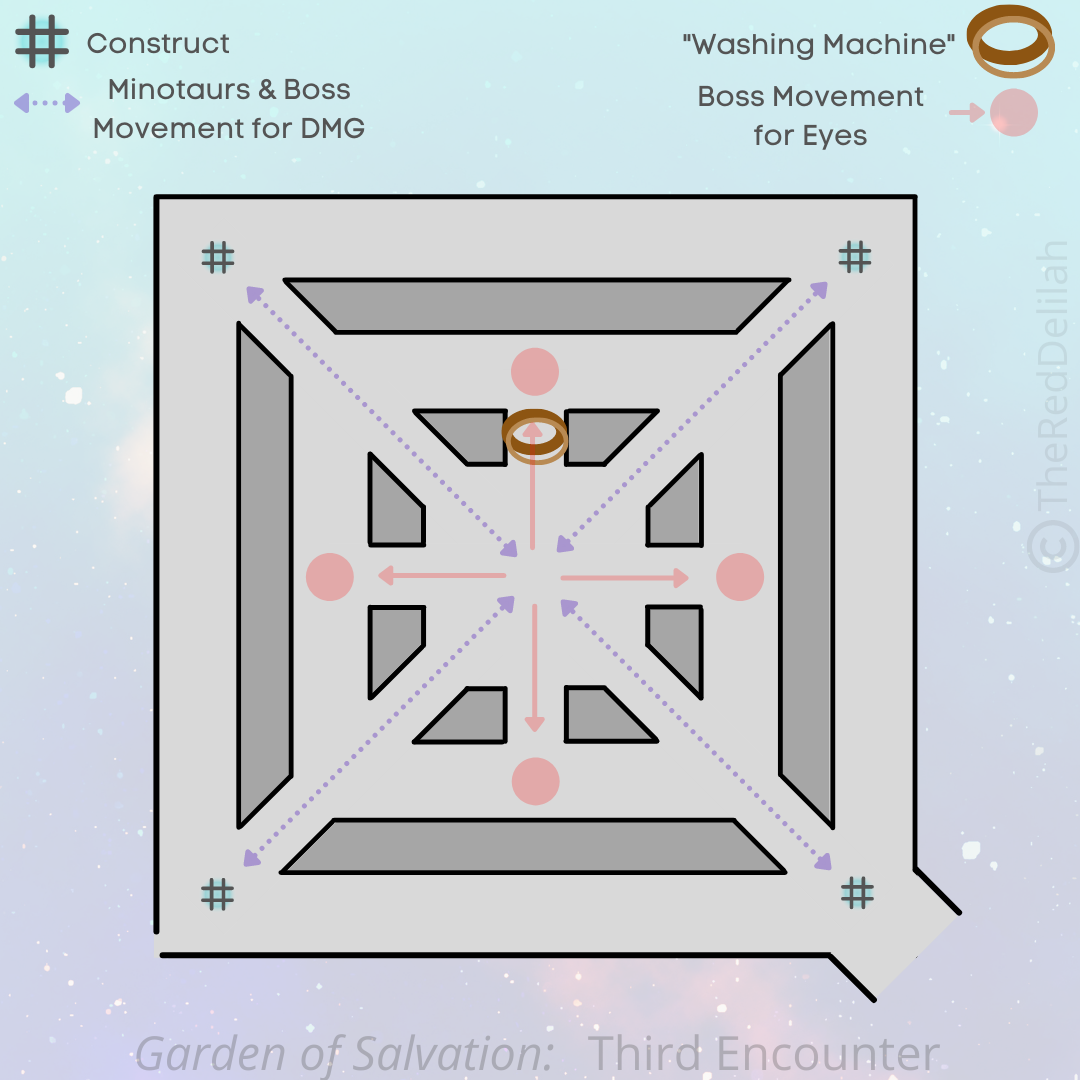 Construct
Minotaurs & Boss
Movement for DMG
"Washing Machine"
Boss Movement
for Eyes
© TheRedDelilah
Garden of Salvation: Third Encounter